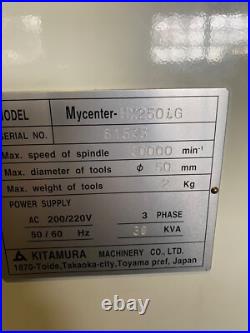 MODEL Mycenter-HX250iG
SERIAL NO.
Max. speed of spindle min⁻¹
Max. diameter of tools ϕ 50 mm
Max. weight of tools 2 Kg
POWER SUPPLY
AC 200/220V 3 PHASE
50/60 Hz KVA
KITAMURA MACHINERY CO., LTD.
1870-Toide, Takaoka-city, Toyama pref, Japan